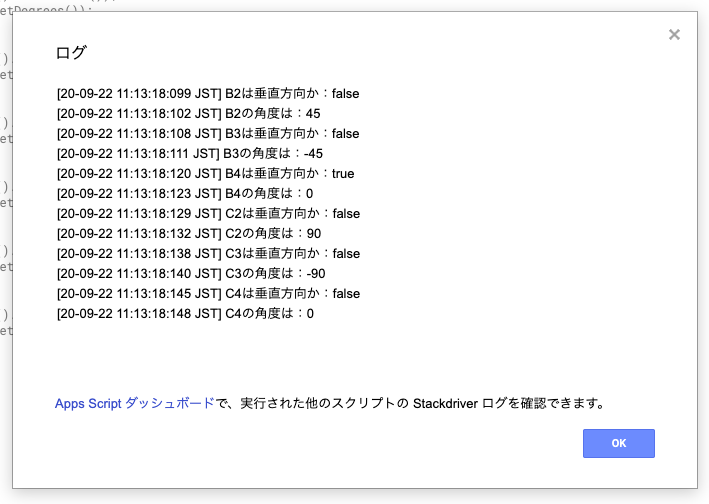 etDegrees());
ログ
[20-09-22 11:13:18:099 JST] B2は垂直方向か：false
[20-09-22 11:13:18:102 JST] B2の角度は：45
[20-09-22 11:13:18:108 JST] B3は垂直方向か：false
[20-09-22 11:13:18:111 JST] B3の角度は：-45
[20-09-22 11:13:18:120 JST] B4は垂直方向か：true
[20-09-22 11:13:18:123 JST] B4の角度は：0
[20-09-22 11:13:18:129 JST] C2は垂直方向か：false
[20-09-22 11:13:18:132 JST] C2の角度は：90
[20-09-22 11:13:18:138 JST] C3は垂直方向か：false
[20-09-22 11:13:18:140 JST] C3の角度は：-90
[20-09-22 11:13:18:145 JST] C4は垂直方向か：false
[20-09-22 11:13:18:148 JST] C4の角度は：0
Apps Script ダッシュボードで、実行された他のスクリプトの Stackdriver ログを確認できます。
OK